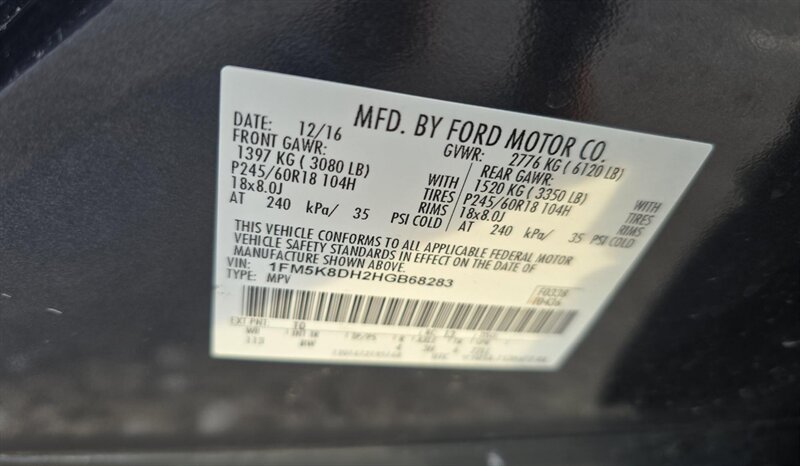 MFD. BY FORD MOTOR CO.
DATE: 12/16 GVWR: 2776 KG ( 6120 LB)
FRONT GAWR: REAR GAWR:
1397 KG ( 3080 LB) WITH 1520 KG ( 3350 LB) WITH
P245/60R18 104H TIRES P245/60R18 104H TIRES
18x8.0J RIMS 18x8.0J RIMS
AT 240 kPa/ 35 PSI COLD AT 240 kPa/ 35 PSI COLD
THIS VEHICLE CONFORMS TO ALL APPLICABLE FEDERAL MOTOR
VEHICLE SAFETY STANDARDS IN EFFECT ON THE DATE OF
MANUFACTURE SHOWN ABOVE.
VIN: 1FM5K8DH2HGB68283
TYPE: MPV
EXT PNT: